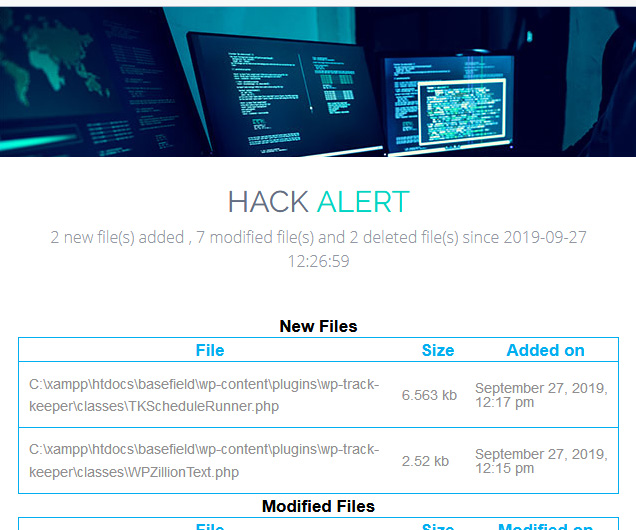 HACK ALERT
2 new file(s) added , 7 modified file(s) and 2 deleted file(s) since 2019-09-27
12:26:59
New Files
File Size Added on
C:\xampp\htdocs\basefield\wp-content\plugins\wp-track-
keeper\classes\TKScheduleRunner.php
6.563 kb
September 27, 2019,
12:17 pm
C:\xampp\htdocs\basefield\wp-content\plugins\wp-track-
keeper\classes\WPZillionText.php
2.52 kb
September 27, 2019,
12:15 pm
Modified Files
File Size Modified on